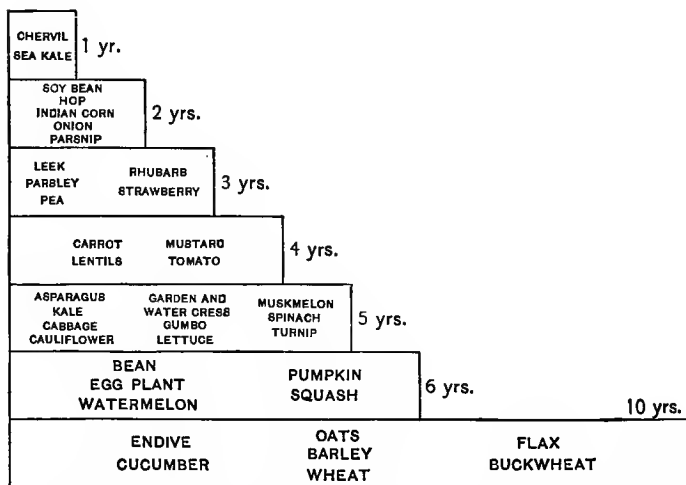 CHERVIL
SEA KALE
1 yr.
SOY BEAN
HOP
INDIAN CORN
ONION
PARSNIP
2 yrs.
LEEK
PARSLEY
PEA
RHUBARB
STRAWBERRY
3 yrs.
CARROT
LENTILS
MUSTARD
TOMATO
4 yrs.
ASPARAGUS
KALE
CABBAGE
CAULIFLOWER
GARDEN AND
WATER CRESS
GUMBO
LETTUCE
MUSKMELON
SPINACH
TURNIP
5 yrs.
BEAN
EGG PLANT
WATERMELON
PUMPKIN
SQUASH
6 yrs.
10 yrs.
ENDIVE
CUCUMBER
OATS
BARLEY
WHEAT
FLAX
BUCKWHEAT